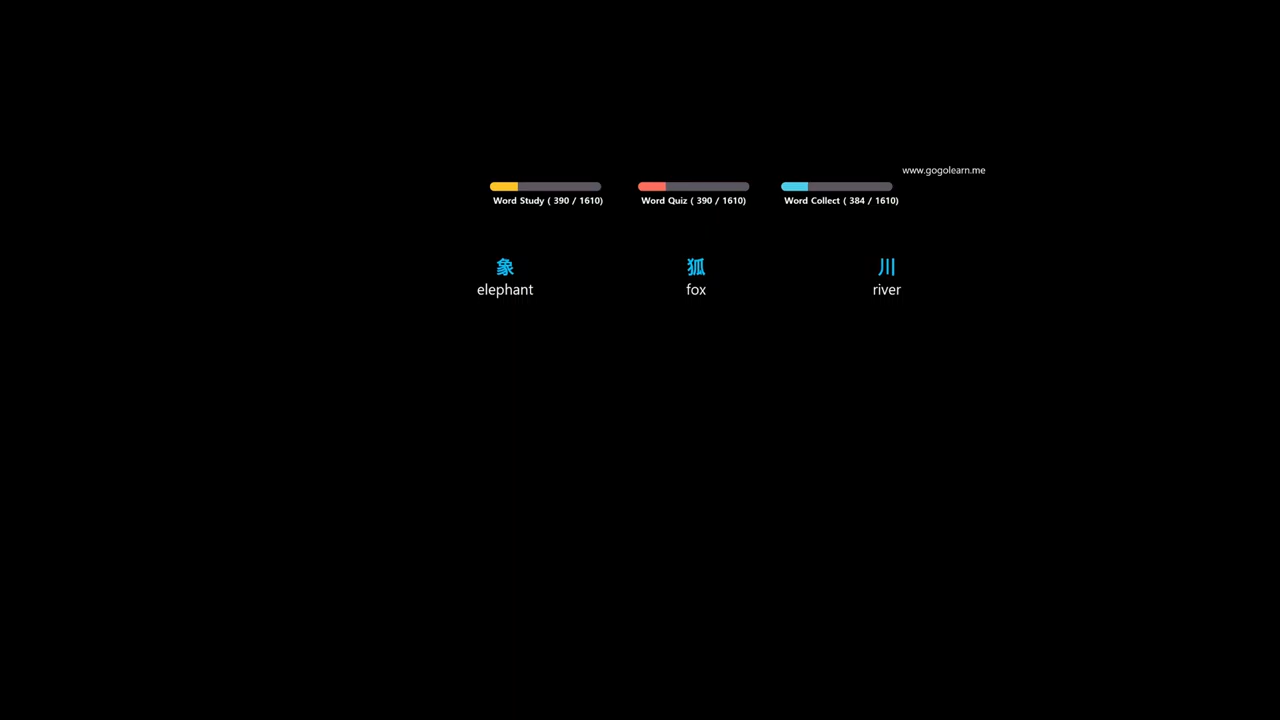 www.gogolearn.me
Word Study ( 390 / 1610) Word Quiz ( 390 / 1610) Word Collect ( 384 / 1610)
象 狐 川
elephant fox river